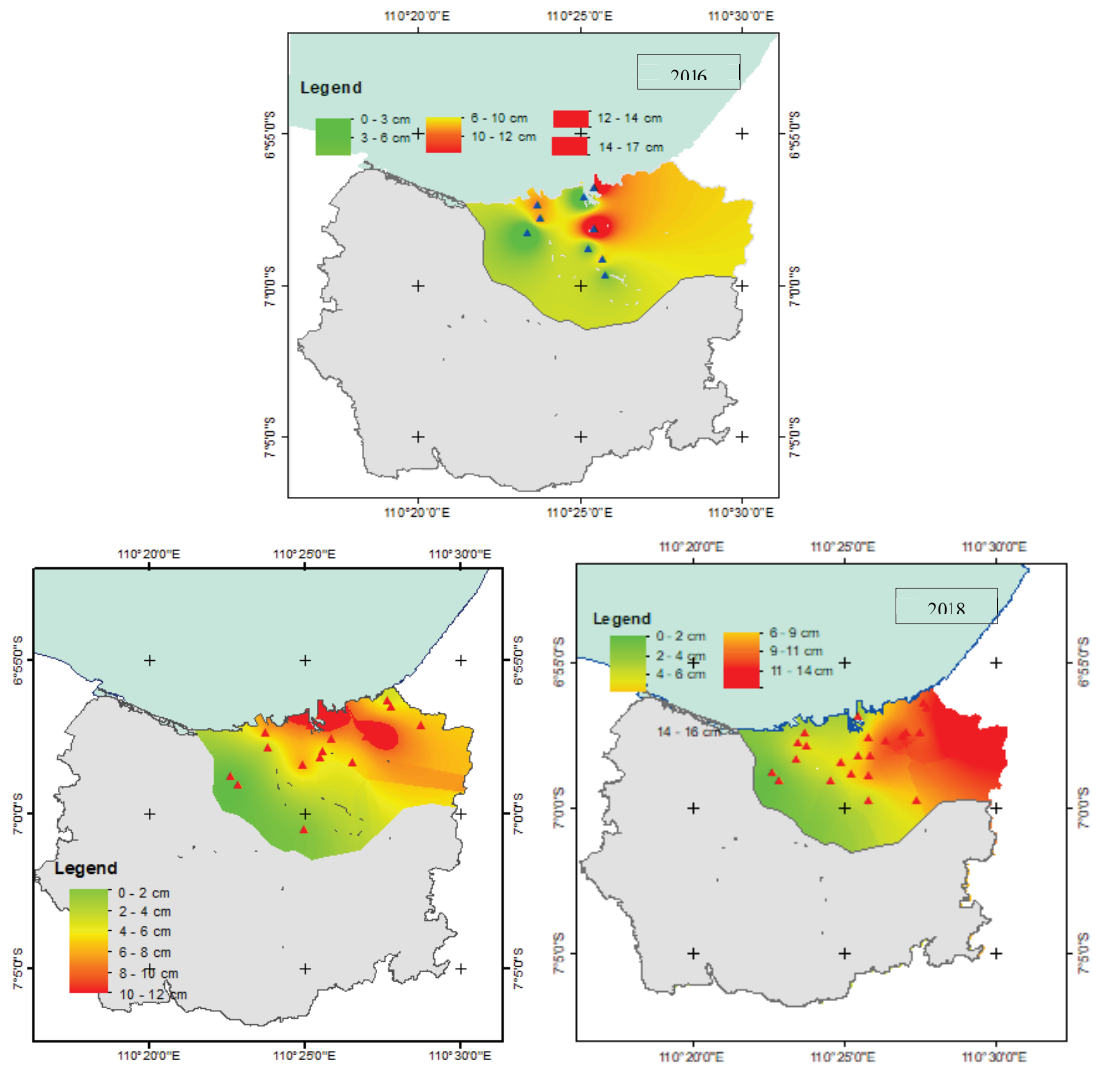 110°20'0"E 110°25'0"E 110°30'0"E
2016
Legend
0 - 3 cm 6 - 10 cm 12 - 14 cm
3 - 6 cm 10 - 12 cm 14 - 17 cm
6°55'0"S 6°55'0"S
7°0'0"S 7°0'0"S
7°5'0"S 7°5'0"S
110°20'0"E 110°25'0"E 110°30'0"E
110°20'0"E 110°25'0"E 110°30'0"E
6°55'0"S 6°55'0"S
7°0'0"S 7°0'0"S
Legend
0 - 2 cm
2 - 4 cm
4 - 6 cm
6 - 8 cm
8 - 10 cm
10 - 12 cm
7°5'0"S 7°5'0"S
110°20'0"E 110°25'0"E 110°30'0"E
110°20'0"E 110°25'0"E 110°30'0"E
2018
Legend
0 - 2 cm 6 - 9 cm
2 - 4 cm 9 - 11 cm
4 - 6 cm 11 - 14 cm
6°55'0"S 6°55'0"S
14 - 16 cm
7°0'0"S 7°0'0"S
7°5'0"S 7°5'0"S
110°20'0"E 110°25'0"E 110°30'0"E